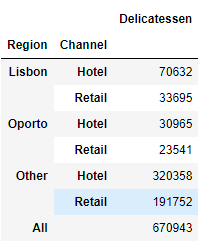 Delicatessen
Region Channel
Lisbon Hotel 70632
Retail 33695
Oporto Hotel 30965
Retail 23541
Other Hotel 320358
Retail 191752
All 670943